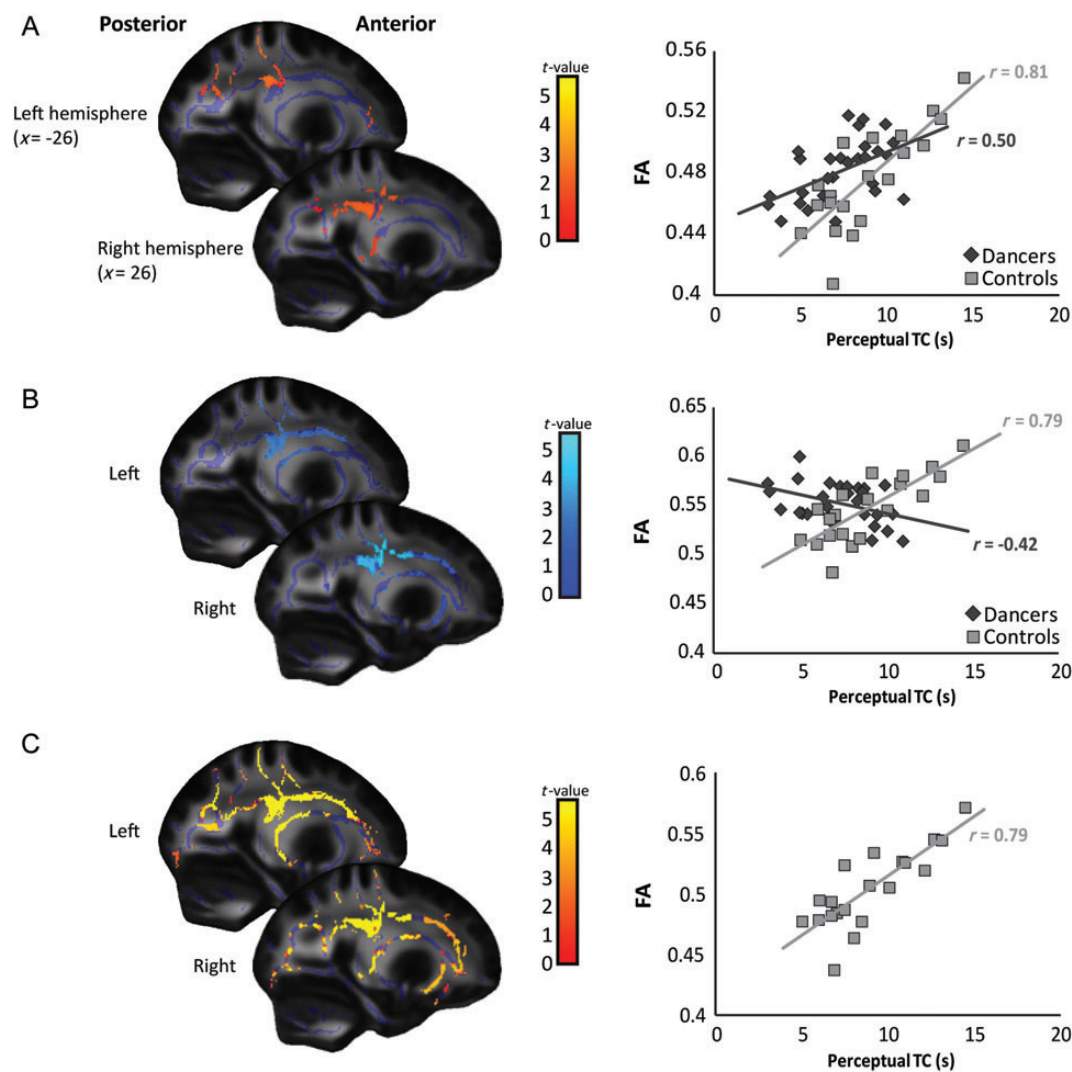 A
Posterior
Anterior
Left hemisphere
(x= -26)
Right hemisphere
(x= 26)
t-value
5
4
3
2
1
0
FA
0.56
0.52
0.48
0.44
0.4
r = 0.81
r = 0.50
Dancers
Controls
0
5
10
15
20
Perceptual TC (s)
B
Left
Right
t-value
5
4
3
2
1
0
FA
0.65
0.6
0.55
0.5
0.45
0.4
r = 0.79
r = -0.42
Dancers
Controls
0
5
10
15
20
Perceptual TC (s)
C
Left
Right
t-value
5
4
3
2
1
0
FA
0.6
0.55
0.5
0.45
0.4
r = 0.79
0
5
10
15
20
Perceptual TC (s)